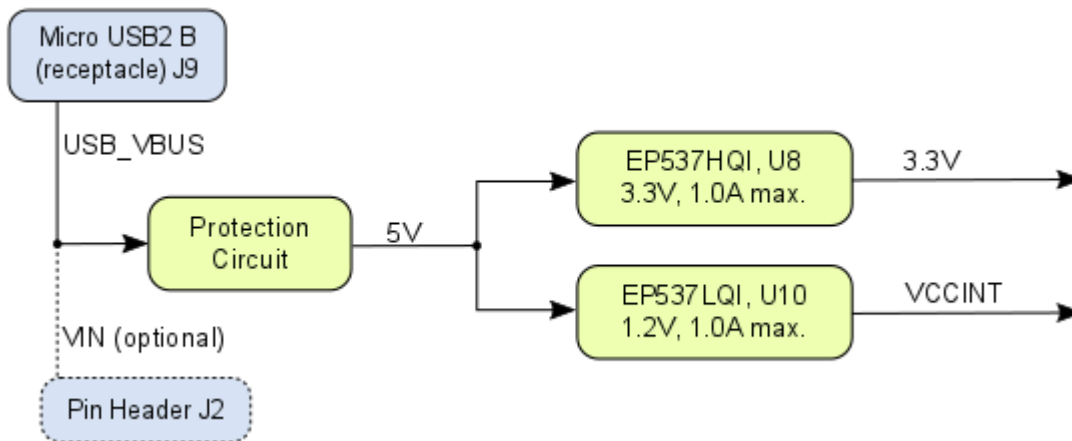 Micro USB2 B
(receptacle) J9
USB_VBUS
EP537HQI, U8
3.3V, 1.0A max.
3.3V
Protection
Circuit
5V
EP537LQI, U10
1.2V, 1.0A max.
VCCINT
VIN (optional)
Pin Header J2